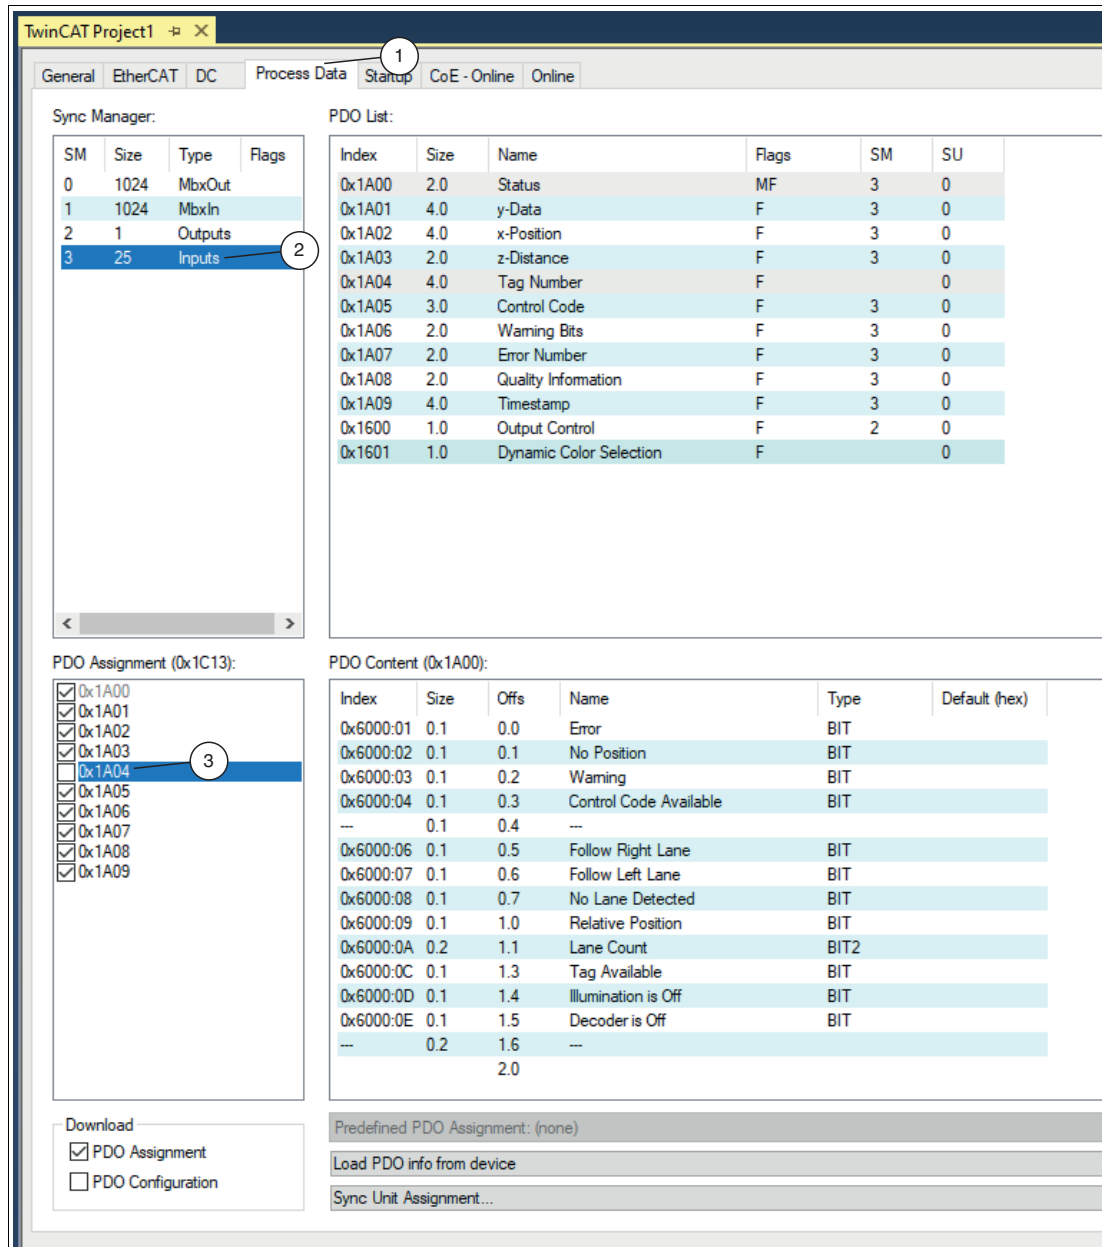 TwinCAT Project1
1
General EtherCAT DC Process Data Startup CoE - Online Online
Sync Manager:
SM Size Type Flags
0 1024 MbxOut
1 1024 MbxIn
2 1 Outputs
3 25 Inputs
2
PDO List:
Index Size Name Flags SM SU
0x1A00 2.0 Status MF 3 0
0x1A01 4.0 y-Data F 3 0
0x1A02 4.0 x-Position F 3 0
0x1A03 2.0 z-Distance F 3 0
0x1A04 4.0 Tag Number F 0
0x1A05 3.0 Control Code F 3 0
0x1A06 2.0 Warning Bits F 3 0
0x1A07 2.0 Error Number F 3 0
0x1A08 2.0 Quality Information F 3 0
0x1A09 4.0 Timestamp F 3 0
0x1600 1.0 Output Control F 2 0
0x1601 1.0 Dynamic Color Selection F 0
PDO Assignment (0x1C13):
0x1A00
0x1A01
0x1A02
0x1A03
0x1A04
3
0x1A05
0x1A06
0x1A07
0x1A08
0x1A09
PDO Content (0x1A00):
Index Size Offs Name Type Default (hex)
0x6000:01 0.1 0.0 Error BIT
0x6000:02 0.1 0.1 No Position BIT
0x6000:03 0.1 0.2 Warning BIT
0x6000:04 0.1 0.3 Control Code Available BIT
--- 0.1 0.4 ---
0x6000:06 0.1 0.5 Follow Right Lane BIT
0x6000:07 0.1 0.6 Follow Left Lane BIT
0x6000:08 0.1 0.7 No Lane Detected BIT
0x6000:09 0.1 1.0 Relative Position BIT
0x6000:0A 0.2 1.1 Lane Count BIT2
0x6000:0C 0.1 1.3 Tag Available BIT
0x6000:0D 0.1 1.4 Illumination is Off BIT
0x6000:0E 0.1 1.5 Decoder is Off BIT
--- 0.2 1.6 ---
2.0
Download
PDO Assignment
PDO Configuration
Predefined PDO Assignment: (none)
Load PDO info from device
Sync Unit Assignment...